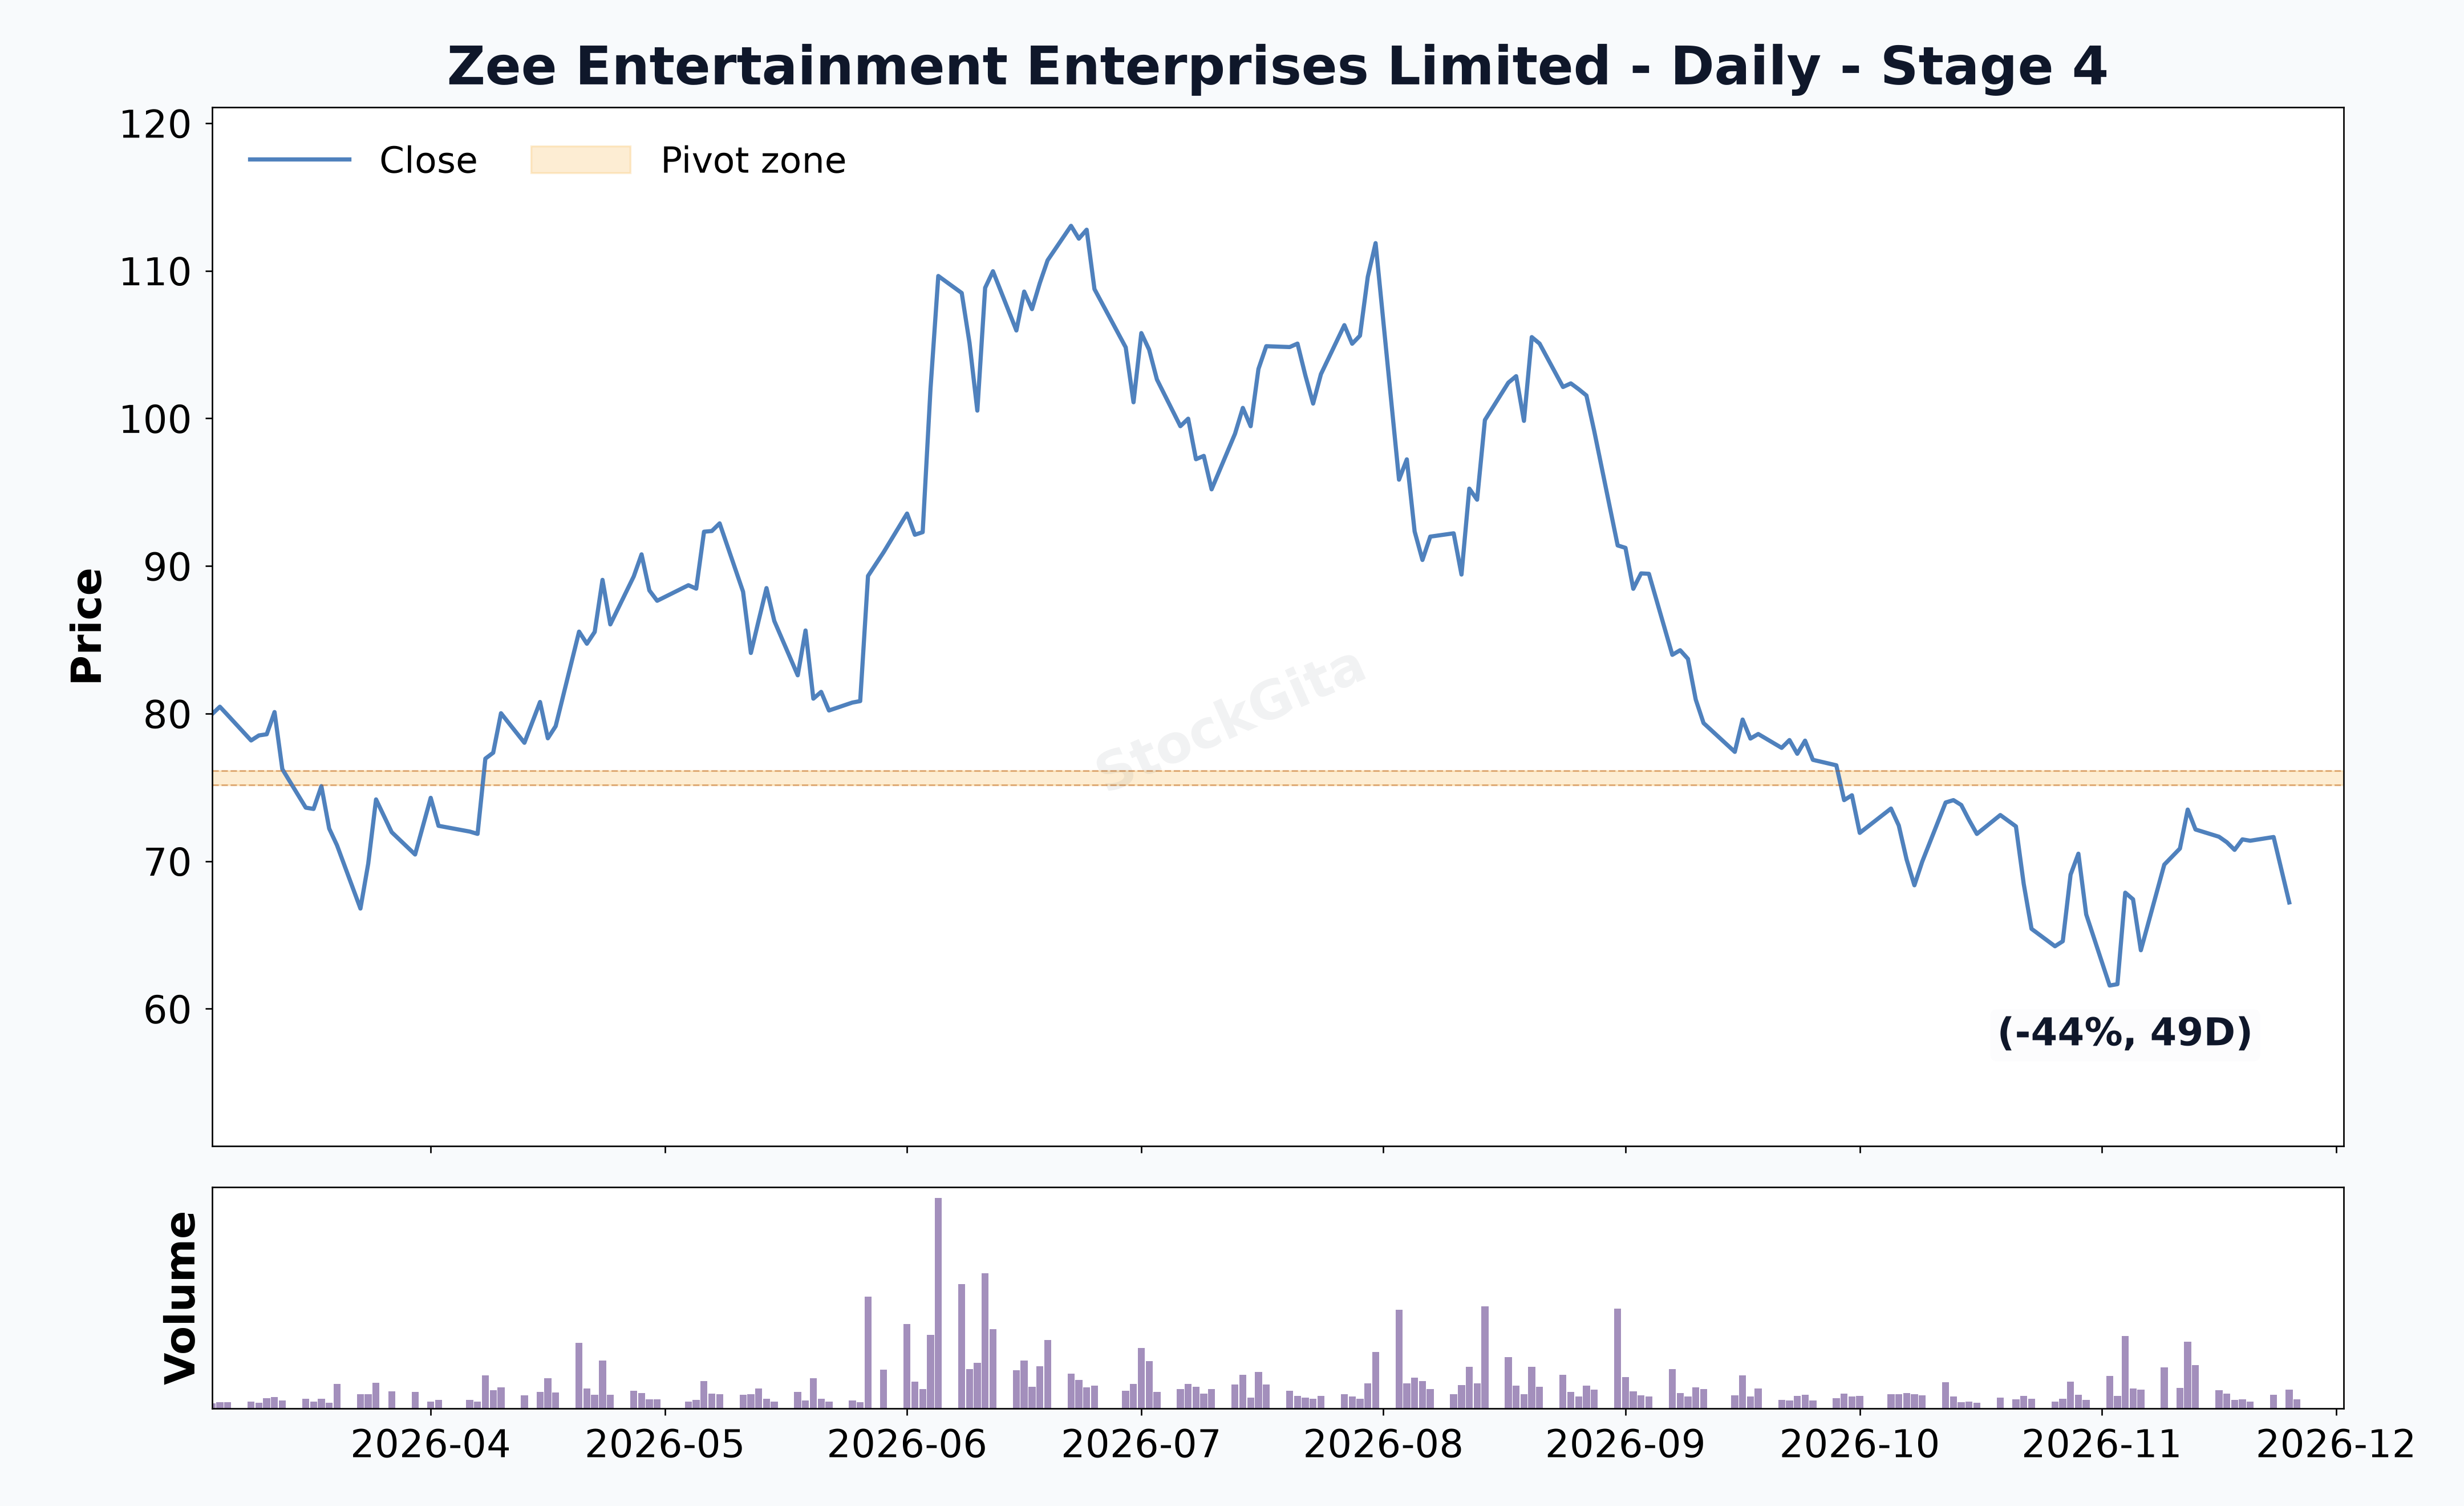 Zee Entertainment Enterprises Limited - Daily - Stage 4
Close
Pivot zone
Price
120
110
100
90
80
70
60
StockGita
(-44%, 49D)
Volume
2026-04
2026-05
2026-06
2026-07
2026-08
2026-09
2026-10
2026-11
2026-12